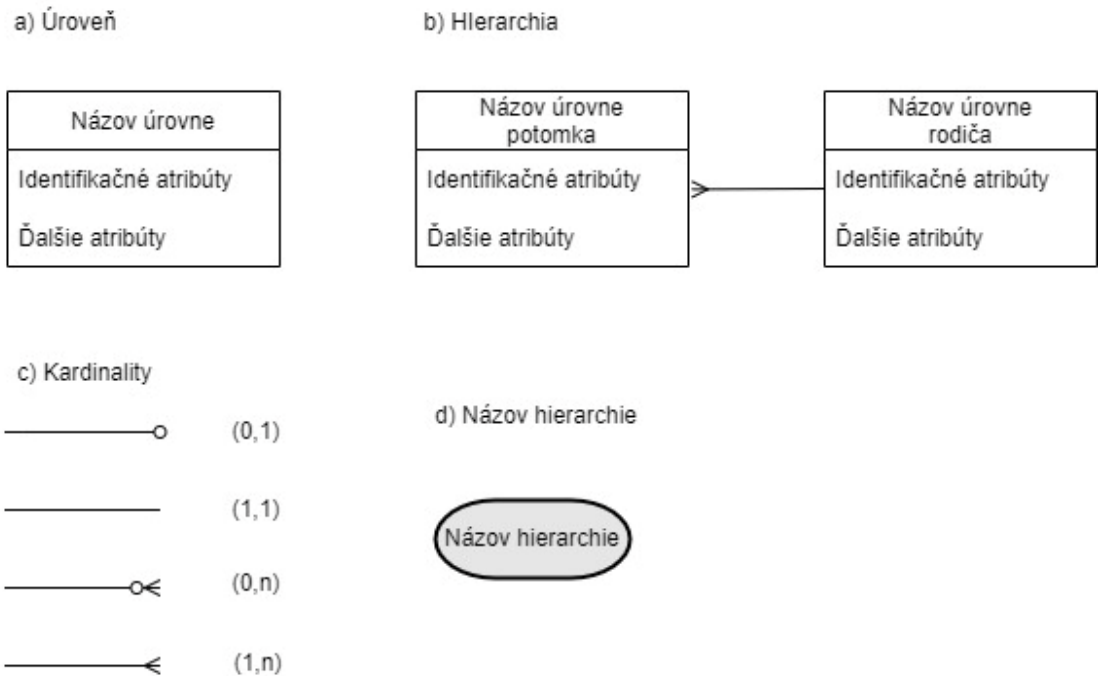 a) Úroveň
b) HIerarchia
Názov úrovne
Identifikačné atribúty
Ďalšie atribúty
Názov úrovne
potomka
Identifikačné atribúty
Ďalšie atribúty
Názov úrovne
rodiča
Identifikačné atribúty
Ďalšie atribúty
c) Kardinality
(0,1)
(1,1)
(0,n)
(1,n)
d) Názov hierarchie
Názov hierarchie